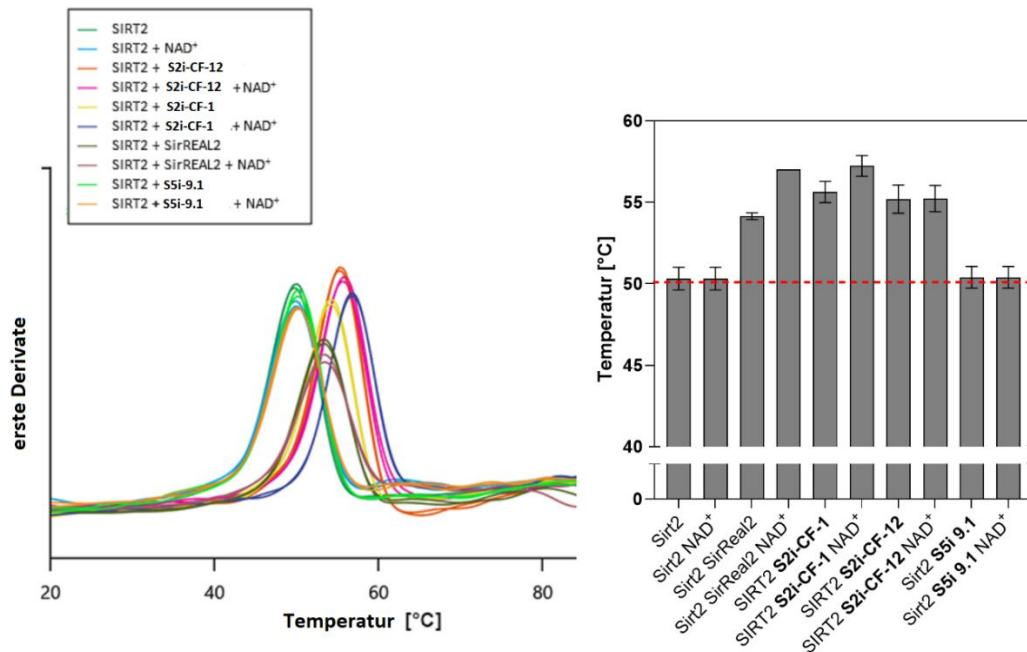 SIRT2
SIRT2 + NAD⁺
SIRT2 + S2i-CF-12
SIRT2 + S2i-CF-12 + NAD⁺
SIRT2 + S2i-CF-1
SIRT2 + S2i-CF-1 + NAD⁺
SIRT2 + SirREAL2
SIRT2 + SirREAL2 + NAD⁺
SIRT2 + S5i-9.1
SIRT2 + S5i-9.1 + NAD⁺
erste Derivate
20
40
60
80
Temperatur [°C]
Temperatur [°C]
60
55
50
45
40
0
Sirt2
Sirt2 NAD⁺
Sirt2 SirReal2
Sirt2 SirReal2 NAD⁺
SIRT2 S2i-CF-1
SIRT2 S2i-CF-1 NAD⁺
SIRT2 S2i-CF-12
SIRT2 S2i-CF-12 NAD⁺
Sirt2 S5i 9.1
Sirt2 S5i 9.1 NAD⁺